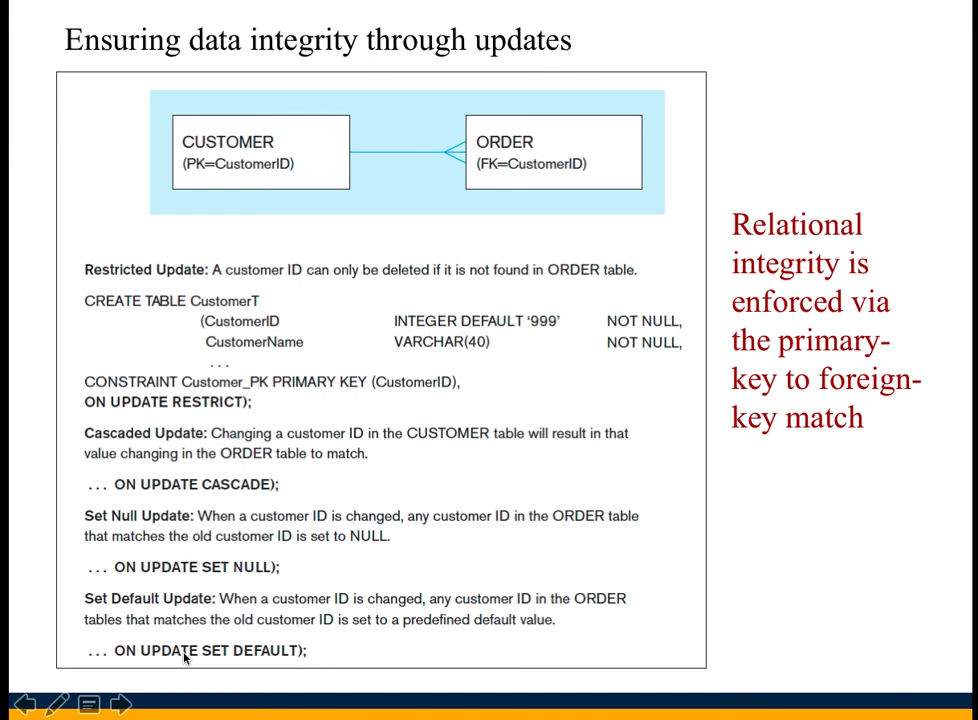 Ensuring data integrity through updates
CUSTOMER
(PK=CustomerID)
ORDER
(FK=CustomerID)
Restricted Update: A customer ID can only be deleted if it is not found in ORDER table.
CREATE TABLE CustomerT
(CustomerID INTEGER DEFAULT ‘999’ NOT NULL,
CustomerName VARCHAR(40) NOT NULL,
. . .
CONSTRAINT Customer_PK PRIMARY KEY (CustomerID),
ON UPDATE RESTRICT);
Cascaded Update: Changing a customer ID in the CUSTOMER table will result in that
value changing in the ORDER table to match.
. . . ON UPDATE CASCADE);
Set Null Update: When a customer ID is changed, any customer ID in the ORDER table
that matches the old customer ID is set to NULL.
. . . ON UPDATE SET NULL);
Set Default Update: When a customer ID is changed, any customer ID in the ORDER
tables that matches the old customer ID is set to a predefined default value.
. . . ON UPDATE SET DEFAULT);
Relational
integrity is
enforced via
the primary-
key to foreign-
key match